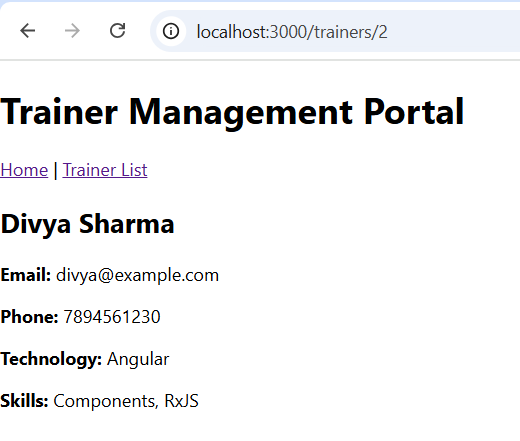 localhost:3000/trainers/2
Trainer Management Portal
Home | Trainer List
Divya Sharma
Email: divya@example.com
Phone: 7894561230
Technology: Angular
Skills: Components, RxJS